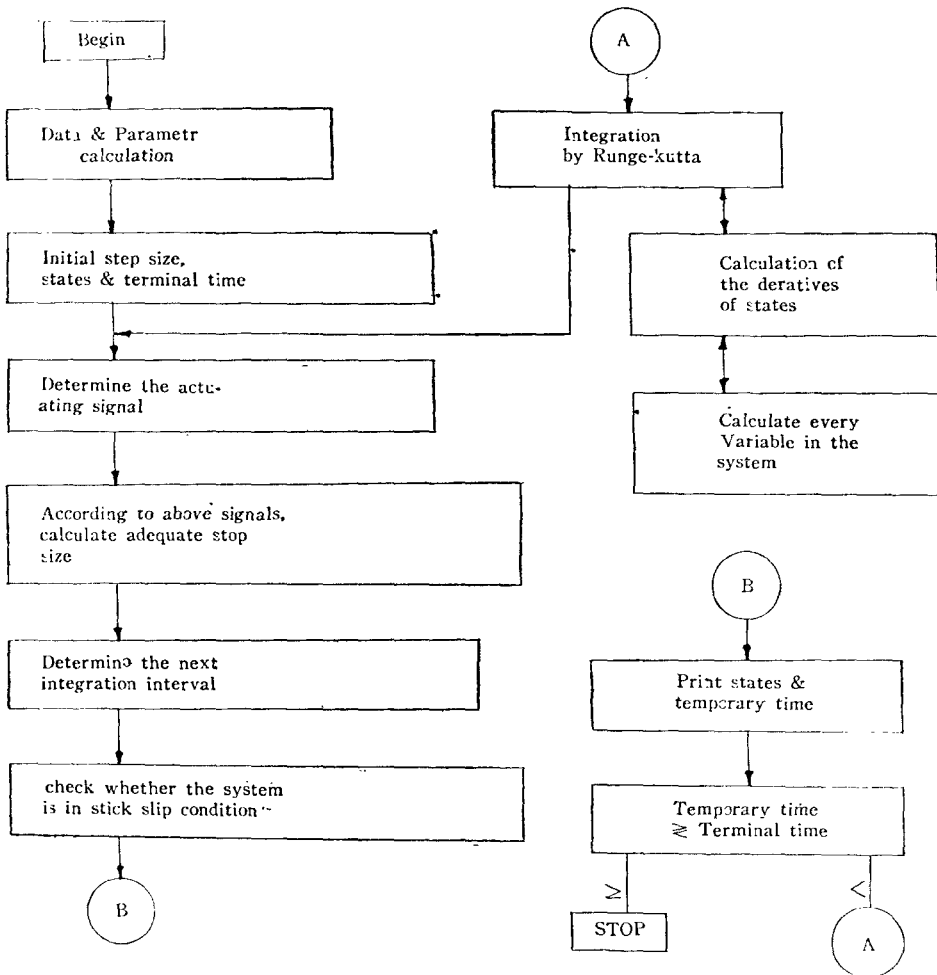 Begin
Data & Parametr
calculation
Initial step size,
states & terminal time
Determine the actu-
ating signal
According to above signals,
calculate adequate stop
size
Determine the next
integration interval
check whether the system
is in stick slip condition
B
A
Integration
by Runge-kutta
Calculation of
the deratives
of states
Calculate every
Variable in the
system
B
Print states &
temporary time
Temporary time
≷ Terminal time
≥
<
STOP
A